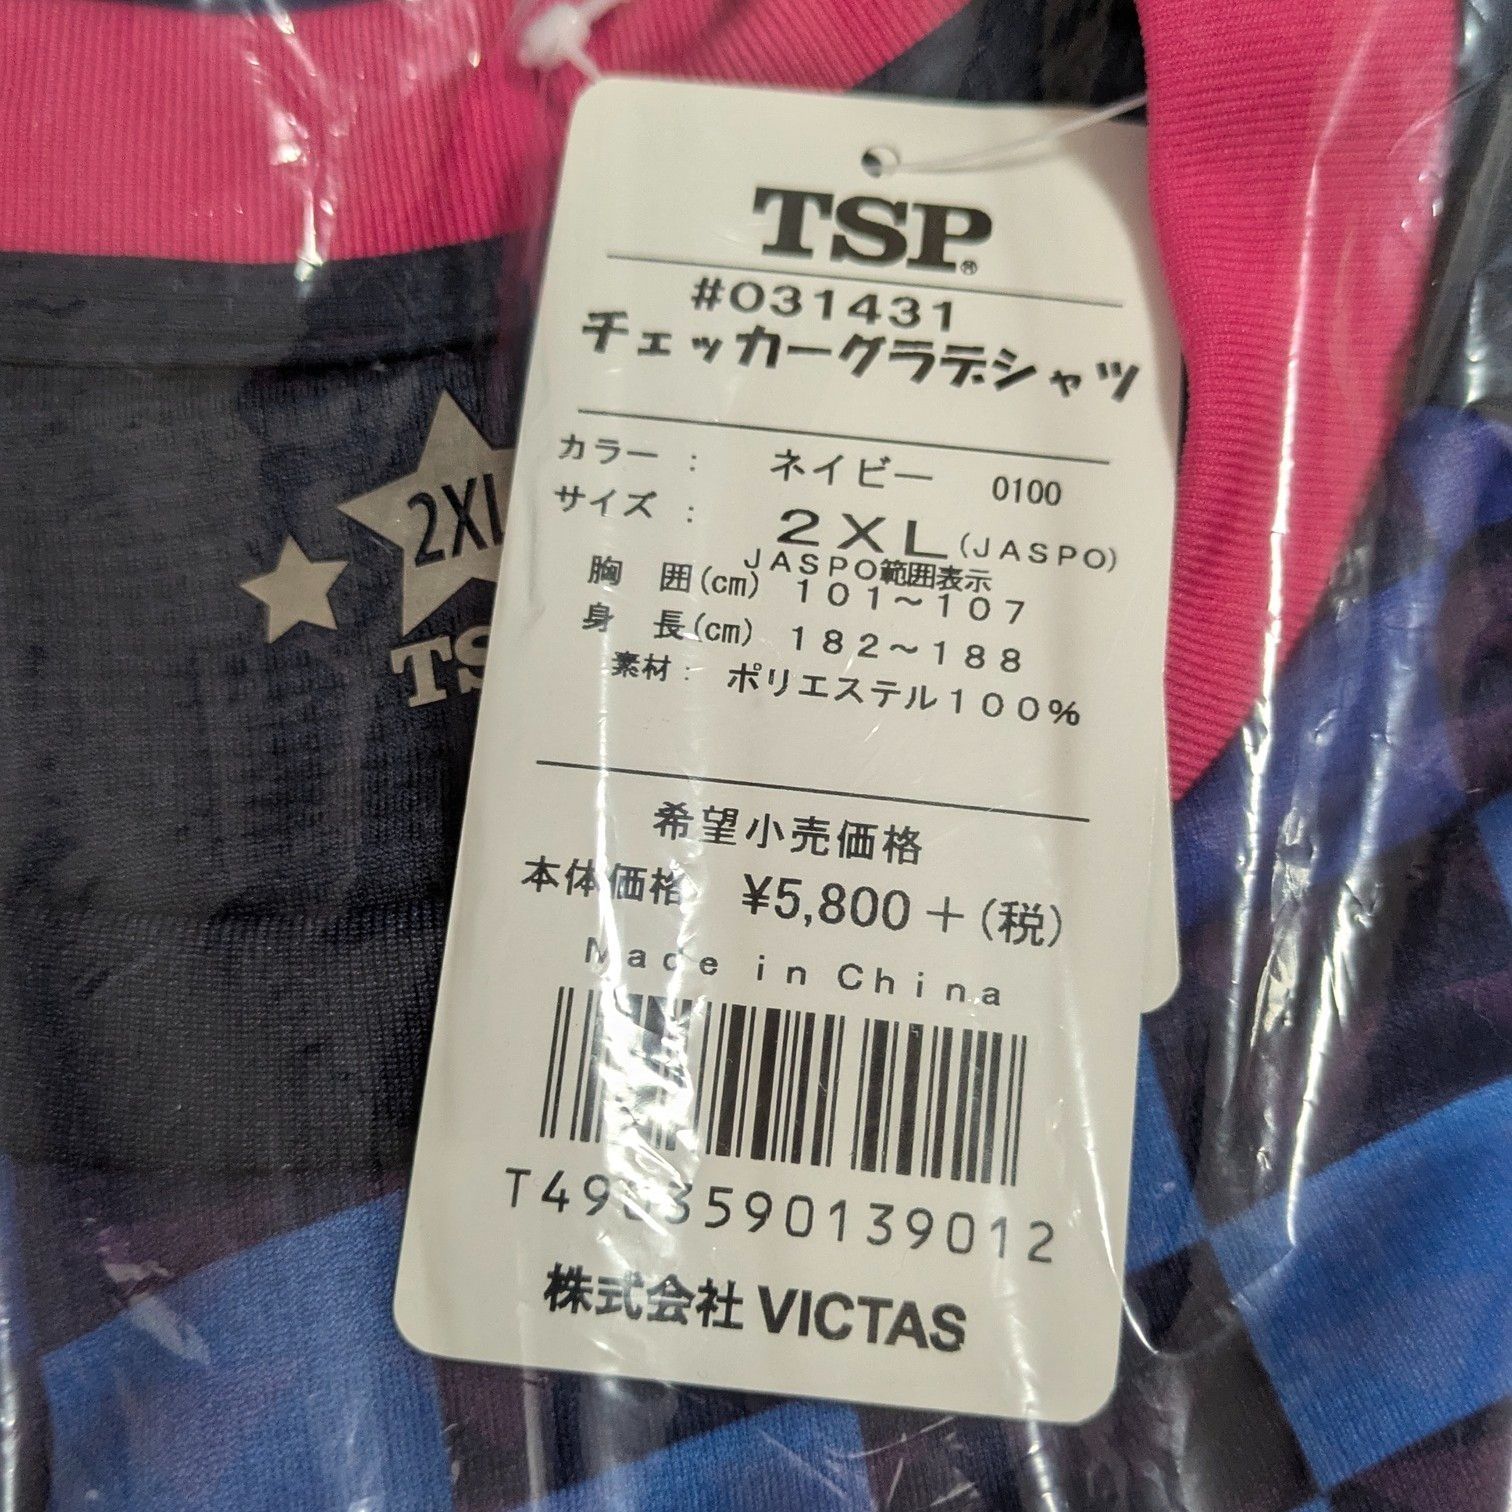 TSP®
#031431
チェッカーグラデシャツ
カラー : ネイビー 0100
サイズ : 2XL(JASPO)
JASPO範囲表示
胸 囲(cm) 101～107
身 長(cm) 182～188
素材: ポリエステル100%
希望小売価格
本体価格 ¥5,800+(税)
Made in China
株式会社 VICTAS
2XL